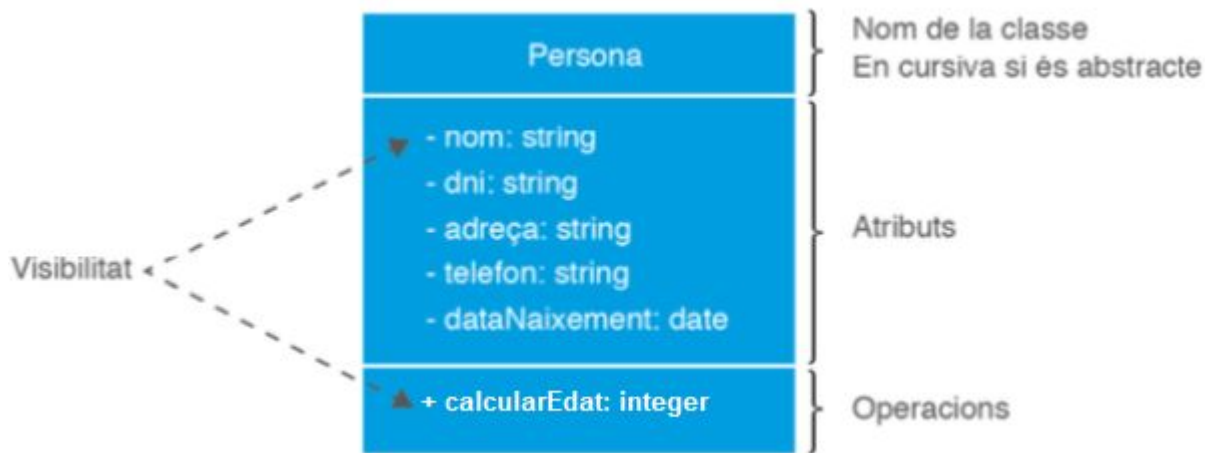 Persona
Nom de la classe
En cursiva si és abstracte
- nom: string
- dni: string
- adreça: string
- telefon: string
- dataNaixement: date
Atributs
Visibilitat
+ calcularEdat: integer
Operacions